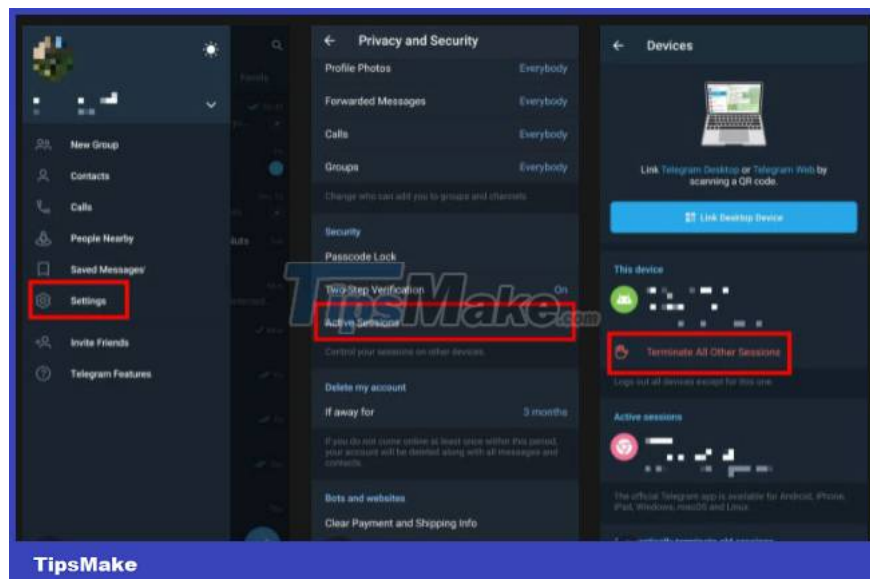 New Group
Contacts
Calls
People Nearby
Saved Messages
Settings
Invite Friends
Telegram Features
Privacy and Security
Profile Photos Everybody
Forwarded Messages Everybody
Calls Everybody
Groups Everybody
Change who can add you to groups and channels.
Security
Passcode Lock
Two-Step Verification On
Active Sessions
Control your sessions on other devices.
Delete my account
If away for 3 months
If you do not come online at least once within this period,
your account will be deleted along with all messages and
contacts.
Bots and websites
Clear Payment and Shipping Info
Devices
Link Telegram Desktop or Telegram Web by
scanning a QR code.
Link Desktop Device
This device
Terminate All Other Sessions
Logs out all devices except for this one.
Active sessions
The official Telegram app is available for Android, iPhone,
iPad, Windows, macOS and Linux.
TipsMake.com
TipsMake